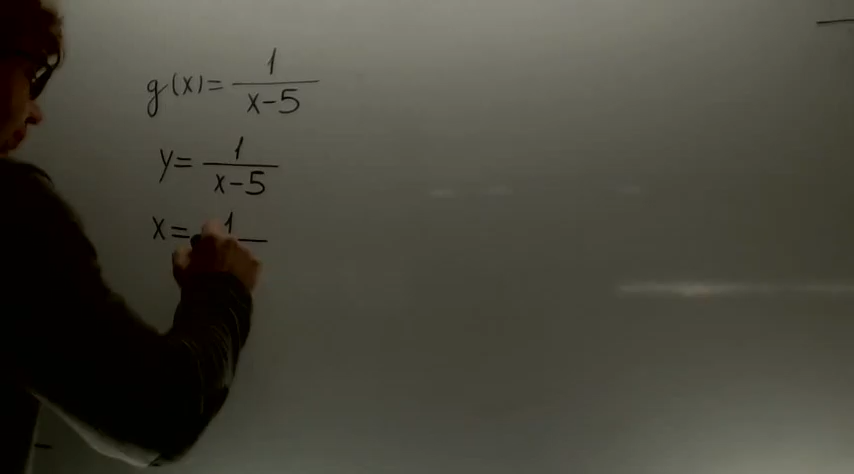 g(x) = 1/(x-5)
y = 1/(x-5)
x = 1/